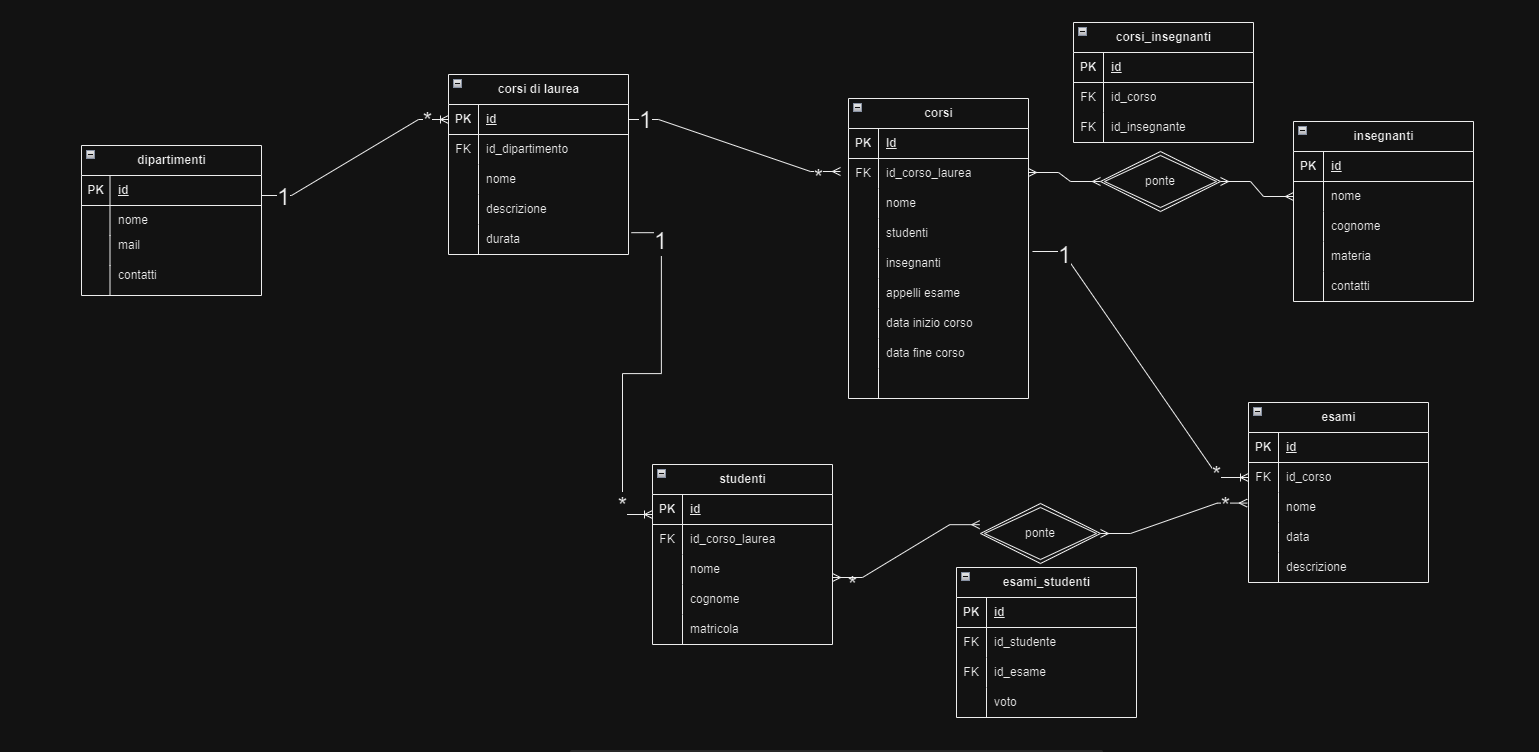 dipartimenti
PK id
nome
mail
contatti
1
*
corsi di laurea
PK id
FK id_dipartimento
nome
descrizione
durata
1
*
1
*
corsi
PK Id
FK id_corso_laurea
nome
studenti
insegnanti
appelli esame
data inizio corso
data fine corso
1
*
corsi_insegnanti
PK id
FK id_corso
FK id_insegnante
ponte
insegnanti
PK id
nome
cognome
materia
contatti
studenti
PK id
FK id_corso_laurea
nome
cognome
matricola
*
ponte
*
esami_studenti
PK id
FK id_studente
FK id_esame
voto
esami
PK id
FK id_corso
nome
data
descrizione